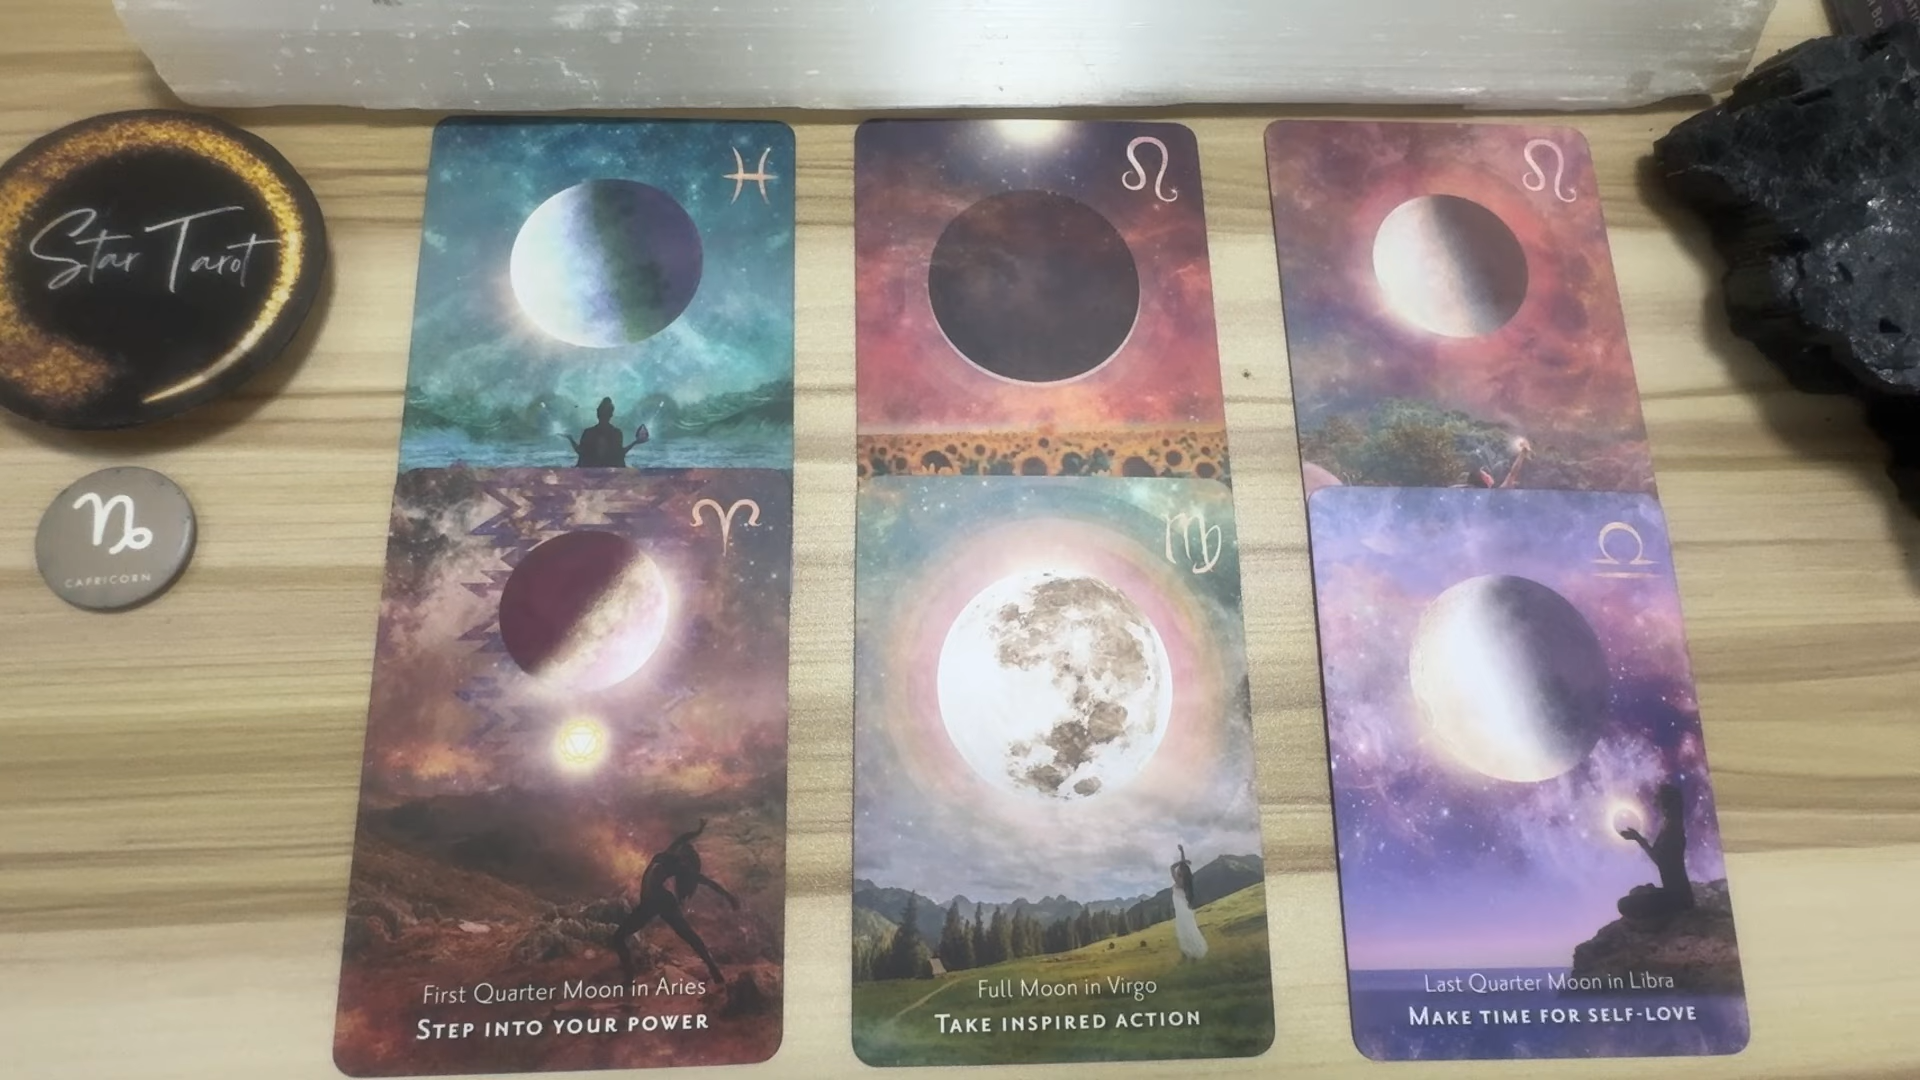 Star Tarot
CAPRICORN
First Quarter Moon in Aries
STEP INTO YOUR POWER
Full Moon in Virgo
TAKE INSPIRED ACTION
Last Quarter Moon in Libra
MAKE TIME FOR SELF-LOVE